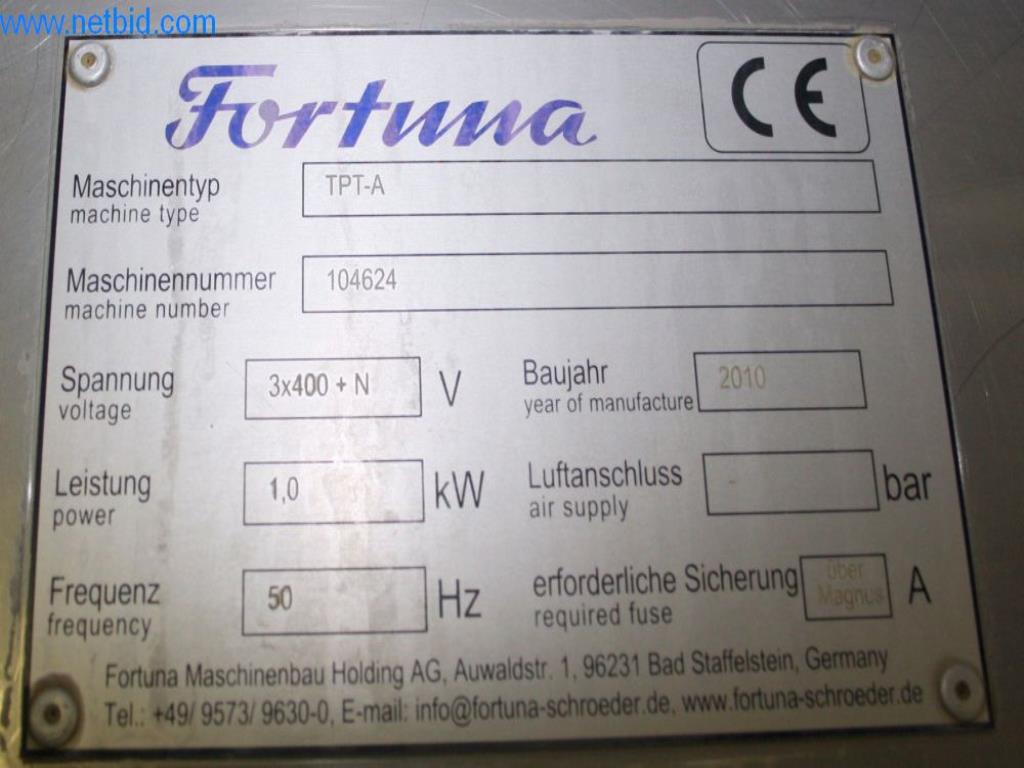 www.netbid.com
Fortuna
CE
Maschinentyp
machine type
TPT-A
Maschinennummer
machine number
104624
Spannung
voltage
3x400 + N
V
Baujahr
year of manufacture
2010
Leistung
power
1,0
kW
Luftanschluss
air supply
bar
Frequenz
frequency
50
Hz
erforderliche Sicherung
required fuse
über
Magnus
A
Fortuna Maschinenbau Holding AG, Auwaldstr. 1, 96231 Bad Staffelstein, Germany
Tel.: +49/ 9573/ 9630-0, E-mail: info@fortuna-schroeder.de, www.fortuna-schroeder.de